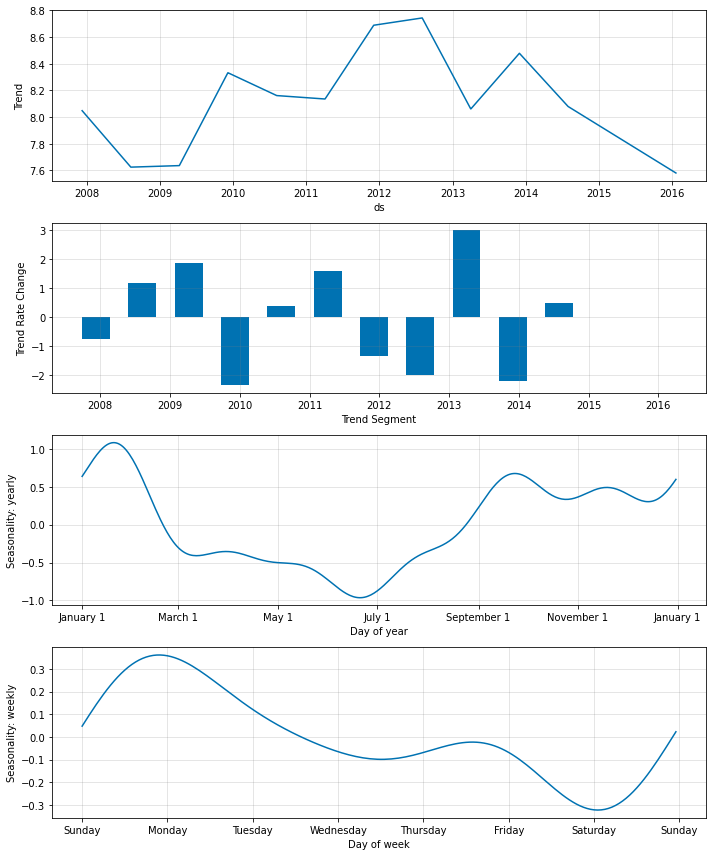 8.8
8.6
8.4
8.2
8.0
7.8
7.6
Trend
2008 2009 2010 2011 2012 2013 2014 2015 2016
ds
3
2
1
0
−1
−2
Trend Rate Change
2008 2009 2010 2011 2012 2013 2014 2015 2016
Trend Segment
1.0
0.5
0.0
−0.5
−1.0
Seasonality: yearly
January 1 March 1 May 1 July 1 September 1 November 1 January 1
Day of year
0.3
0.2
0.1
0.0
−0.1
−0.2
−0.3
Seasonality: weekly
Sunday Monday Tuesday Wednesday Thursday Friday Saturday Sunday
Day of week